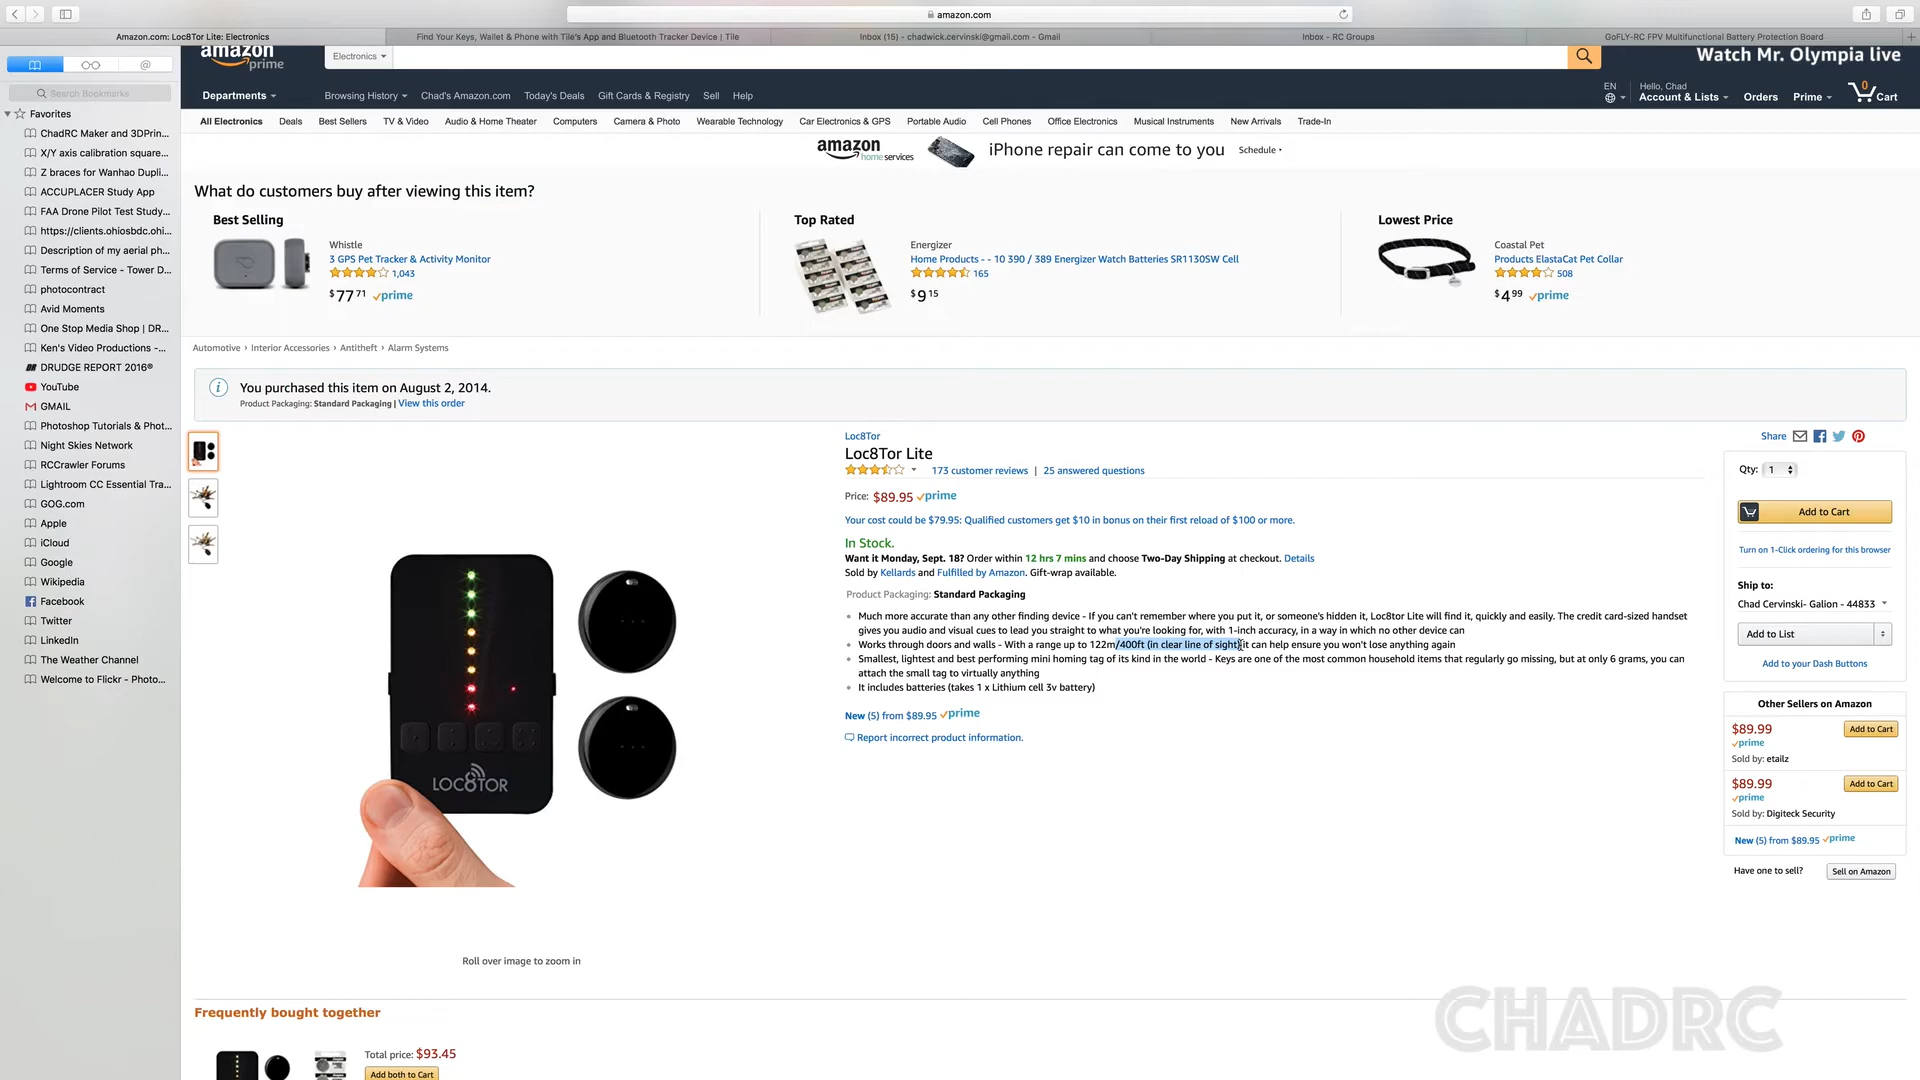 amazon.com
Amazon.com: Loc8Tor Lite: Electronics
Find Your Keys, Wallet & Phone with Tile's App and Bluetooth Tracker Device | Tile
Inbox (15) - chadwick.cervinski@gmail.com - Gmail
Inbox - RC Groups
GoFLY-RC FPV Multifunctional Battery Protection Board
Search Bookmarks
Favorites
ChadRC Maker and 3DPrin...
X/Y axis calibration square...
Z braces for Wanhao Dupli...
ACCUPLACER Study App
FAA Drone Pilot Test Study...
https://clients.ohiosbdc.ohi...
Description of my aerial ph...
Terms of Service - Tower D...
photocontract
Avid Moments
One Stop Media Shop | DR...
Ken's Video Productions -...
DRUDGE REPORT 2016®
YouTube
GMAIL
Photoshop Tutorials & Phot...
Night Skies Network
RCCrawler Forums
Lightroom CC Essential Tra...
GOG.com
Apple
iCloud
Google
Wikipedia
Facebook
Twitter
LinkedIn
The Weather Channel
Welcome to Flickr - Photo...
amazon prime
Electronics
Watch Mr. Olympia live
Departments
Browsing History
Chad's Amazon.com
Today's Deals
Gift Cards & Registry
Sell
Help
EN
Hello, Chad
Account & Lists
Orders
Prime
0
Cart
All Electronics
Deals
Best Sellers
TV & Video
Audio & Home Theater
Computers
Camera & Photo
Wearable Technology
Car Electronics & GPS
Portable Audio
Cell Phones
Office Electronics
Musical Instruments
New Arrivals
Trade-In
amazon home services
iPhone repair can come to you
Schedule
What do customers buy after viewing this item?
Best Selling
Whistle
3 GPS Pet Tracker & Activity Monitor
1,043
$77 71 prime
Top Rated
Energizer
Home Products - - 10 390 / 389 Energizer Watch Batteries SR1130SW Cell
165
$9 15
Lowest Price
Coastal Pet
Products ElastaCat Pet Collar
508
$4 99 prime
Automotive › Interior Accessories › Antitheft › Alarm Systems
You purchased this item on August 2, 2014.
Product Packaging: Standard Packaging | View this order
Loc8Tor
Loc8Tor Lite
173 customer reviews | 25 answered questions
Price: $89.95 prime
Your cost could be $79.95: Qualified customers get $10 in bonus on their first reload of $100 or more.
In Stock.
Want it Monday, Sept. 18? Order within 12 hrs 7 mins and choose Two-Day Shipping at checkout. Details
Sold by Kellards and Fulfilled by Amazon. Gift-wrap available.
Product Packaging: Standard Packaging
Much more accurate than any other finding device - If you can't remember where you put it, or someone's hidden it, Loc8tor Lite will find it, quickly and easily. The credit card-sized handset
gives you audio and visual cues to lead you straight to what you're looking for, with 1-inch accuracy, in a way in which no other device can
Works through doors and walls - With a range up to 122m/400ft (in clear line of sight) it can help ensure you won't lose anything again
Smallest, lightest and best performing mini homing tag of its kind in the world - Keys are one of the most common household items that regularly go missing, but at only 6 grams, you can
attach the small tag to virtually anything
It includes batteries (takes 1 x Lithium cell 3v battery)
New (5) from $89.95 prime
Report incorrect product information.
LOC8TOR
Roll over image to zoom in
Share
Qty: 1
Add to Cart
Turn on 1-Click ordering for this browser
Ship to:
Chad Cervinski- Galion - 44833
Add to List
Add to your Dash Buttons
Other Sellers on Amazon
$89.99
Add to Cart
prime
Sold by: etailz
$89.99
Add to Cart
prime
Sold by: Digiteck Security
New (5) from $89.95 prime
Have one to sell?
Sell on Amazon
Frequently bought together
Total price: $93.45
Add both to Cart
CHADRC